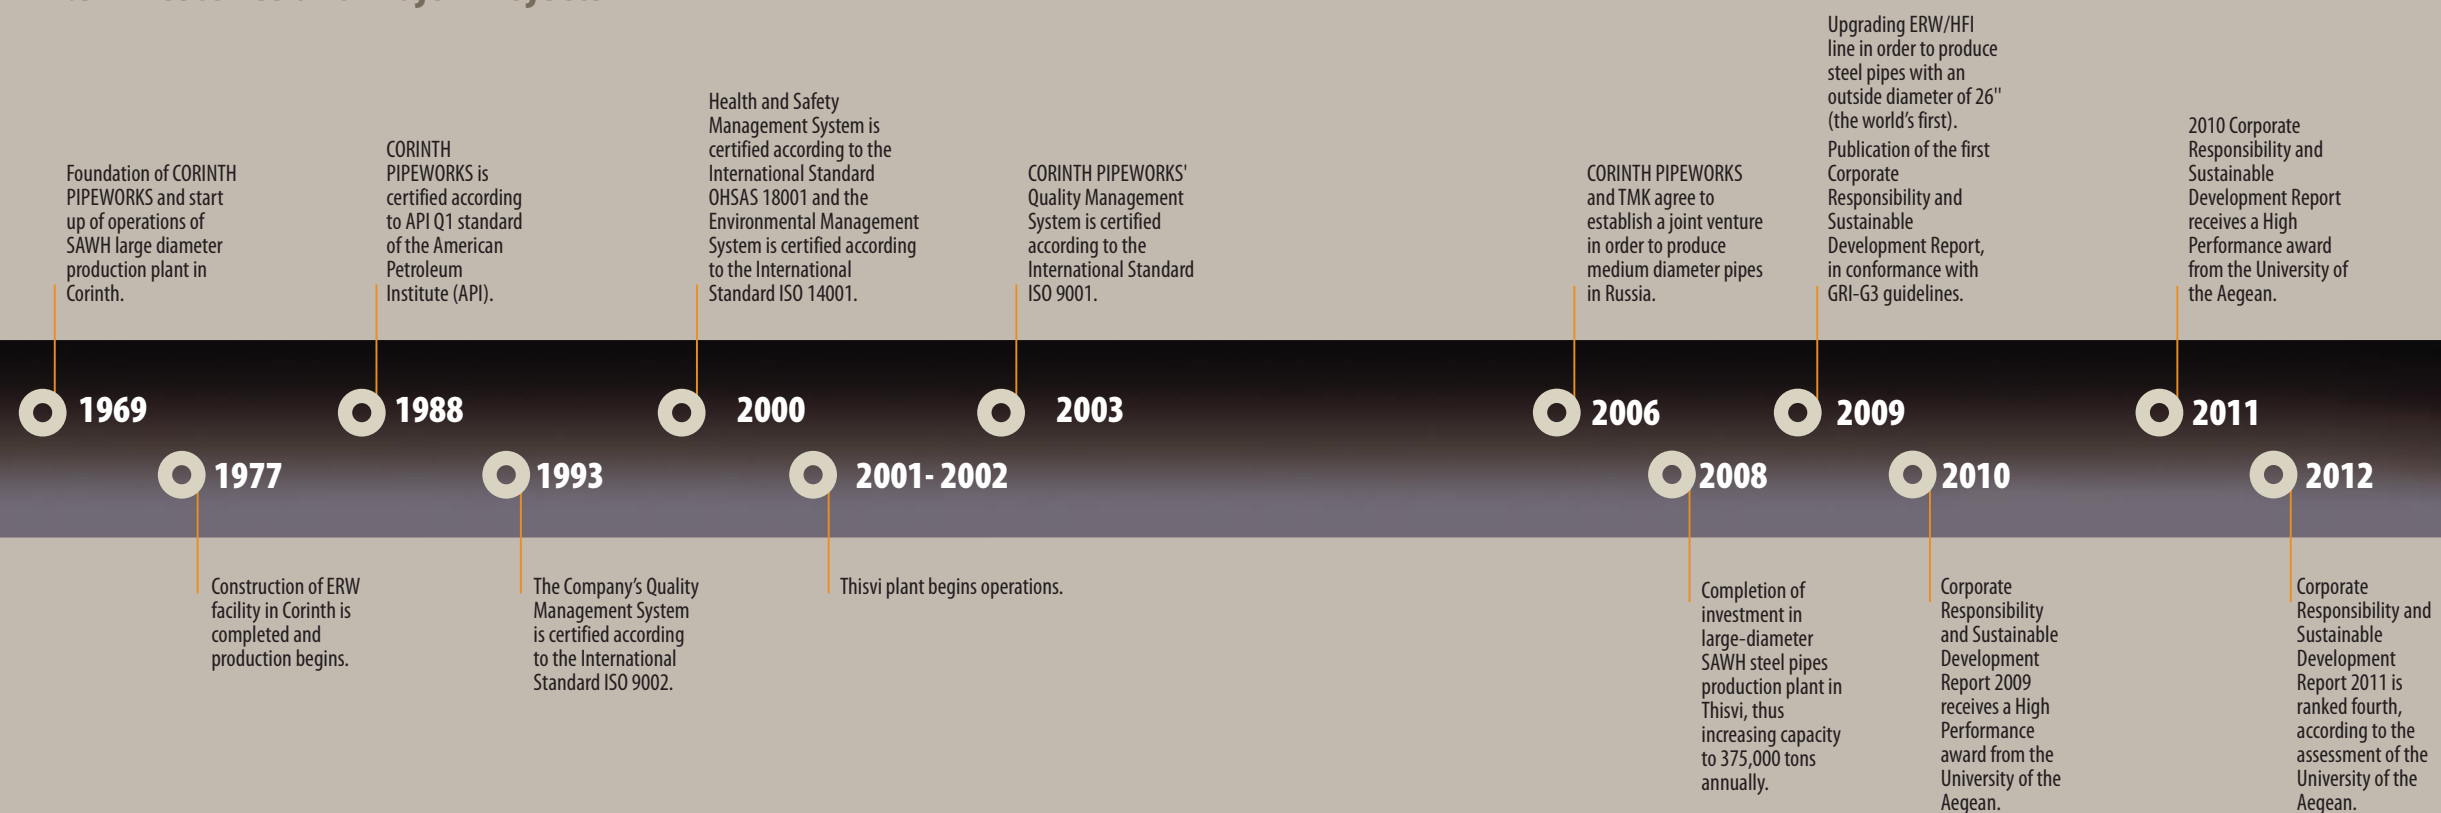 Foundation of CORINTH
PIPEWORKS and start
up of operations of
SAWH large diameter
production plant in
Corinth.
1969
1977
Construction of ERW
facility in Corinth is
completed and
production begins.
CORINTH
PIPEWORKS is
certified according
to API Q1 standard
of the American
Petroleum
Institute (API).
1988
1993
The Company's Quality
Management System
is certified according
to the International
Standard ISO 9002.
Health and Safety
Management System is
certified according to the
International Standard
OHSAS 18001 and the
Environmental Management
System is certified according
to the International
Standard ISO 14001.
2000
2001- 2002
Thisvi plant begins operations.
CORINTH PIPEWORKS'
Quality Management
System is certified
according to the
International Standard
ISO 9001.
2003
CORINTH PIPEWORKS
and TMK agree to
establish a joint venture
in order to produce
medium diameter pipes
in Russia.
2006
2008
Completion of
investment in
large-diameter
SAWH steel pipes
production plant in
Thisvi, thus
increasing capacity
to 375,000 tons
annually.
Upgrading ERW/HFI
line in order to produce
steel pipes with an
outside diameter of 26''
(the world's first).
Publication of the first
Corporate
Responsibility and
Sustainable
Development Report,
in conformance with
GRI-G3 guidelines.
2009
2010
Corporate
Responsibility
and Sustainable
Development
Report 2009
receives a High
Performance
award from the
University of the
Aegean.
2010 Corporate
Responsibility and
Sustainable
Development Report
receives a High
Performance award
from the University of
the Aegean.
2011
2012
Corporate
Responsibility and
Sustainable
Development
Report 2011 is
ranked fourth,
according to the
assessment of the
University of the
Aegean.